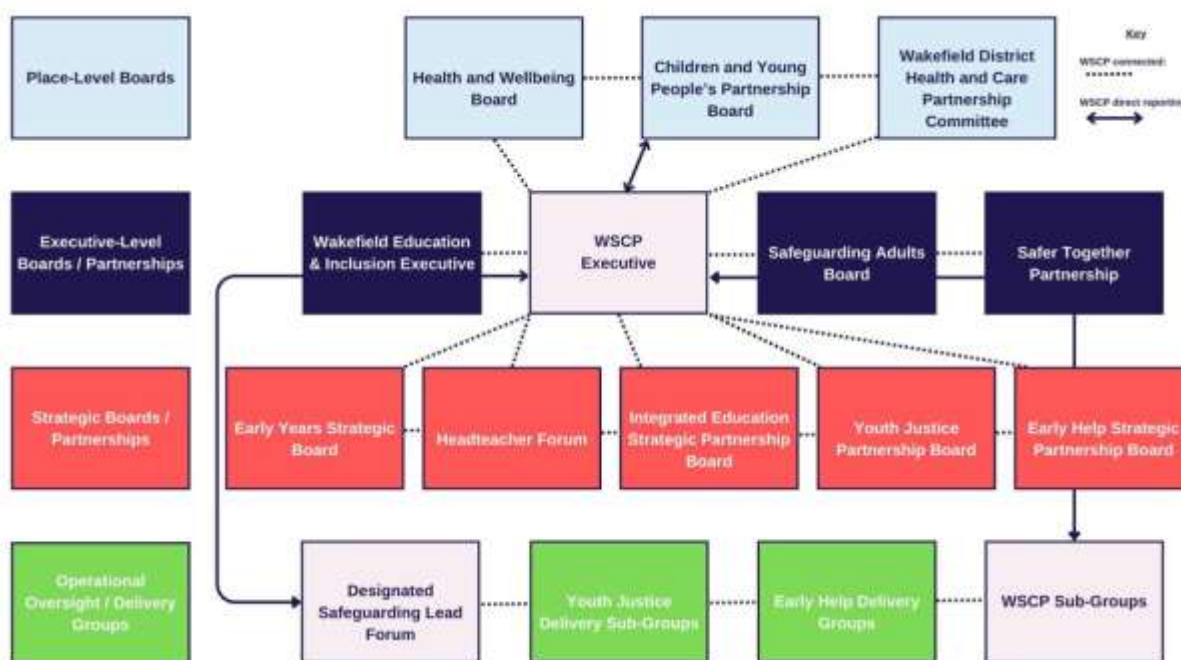 Place-Level Boards
Health and Wellbeing
Board
Children and Young
People's Partnership
Board
Wakefield District
Health and Care
Partnership
Committee
Key
WSCP connected:
WSCP direct reporting
Executive-Level
Boards / Partnerships
Wakefield Education
& Inclusion Executive
WSCP
Executive
Safeguarding Adults
Board
Safer Together
Partnership
Strategic Boards /
Partnerships
Early Years Strategic
Board
Headteacher Forum
Integrated Education
Strategic Partnership
Board
Youth Justice
Partnership Board
Early Help Strategic
Partnership Board
Operational
Oversight / Delivery
Groups
Designated
Safeguarding Lead
Forum
Youth Justice
Delivery Sub-Groups
Early Help Delivery
Groups
WSCP Sub-Groups